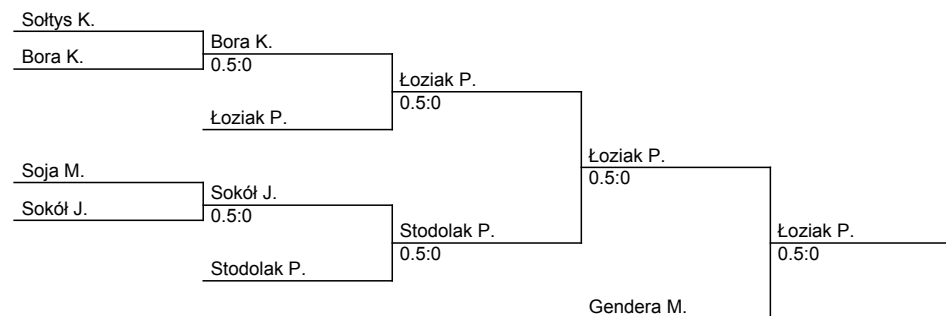 Sołtys K.
Bora K.
Bora K.
0.5:0
Łoziak P.
Łoziak P.
0.5:0
Soja M.
Sokół J.
Sokół J.
0.5:0
Stodolak P.
Stodolak P.
0.5:0
Łoziak P.
0.5:0
Gendera M.
Łoziak P.
0.5:0